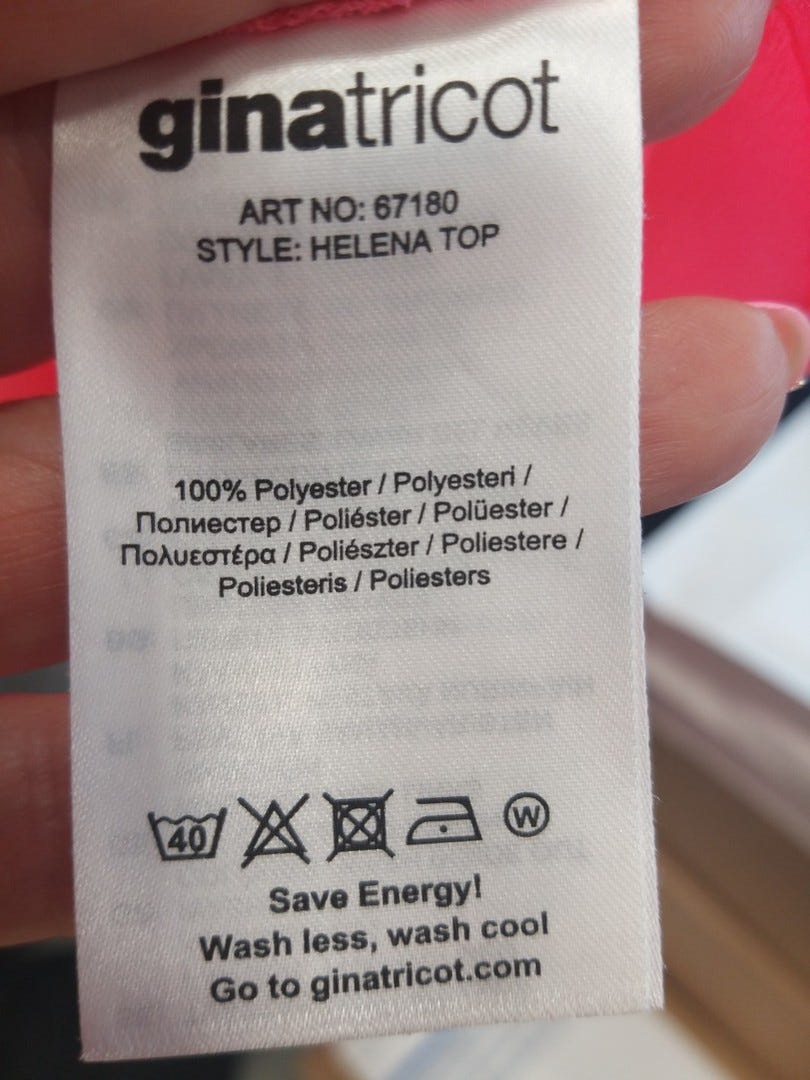 ginatricot
ART NO: 67180
STYLE: HELENA TOP
100% Polyester / Polyesteri /
Полиестер / Poliéster / Polüester /
Πολυεστέρα / Poliészter / Poliestere /
Poliesteris / Poliesters
40 W
Save Energy!
Wash less, wash cool
Go to ginatricot.com